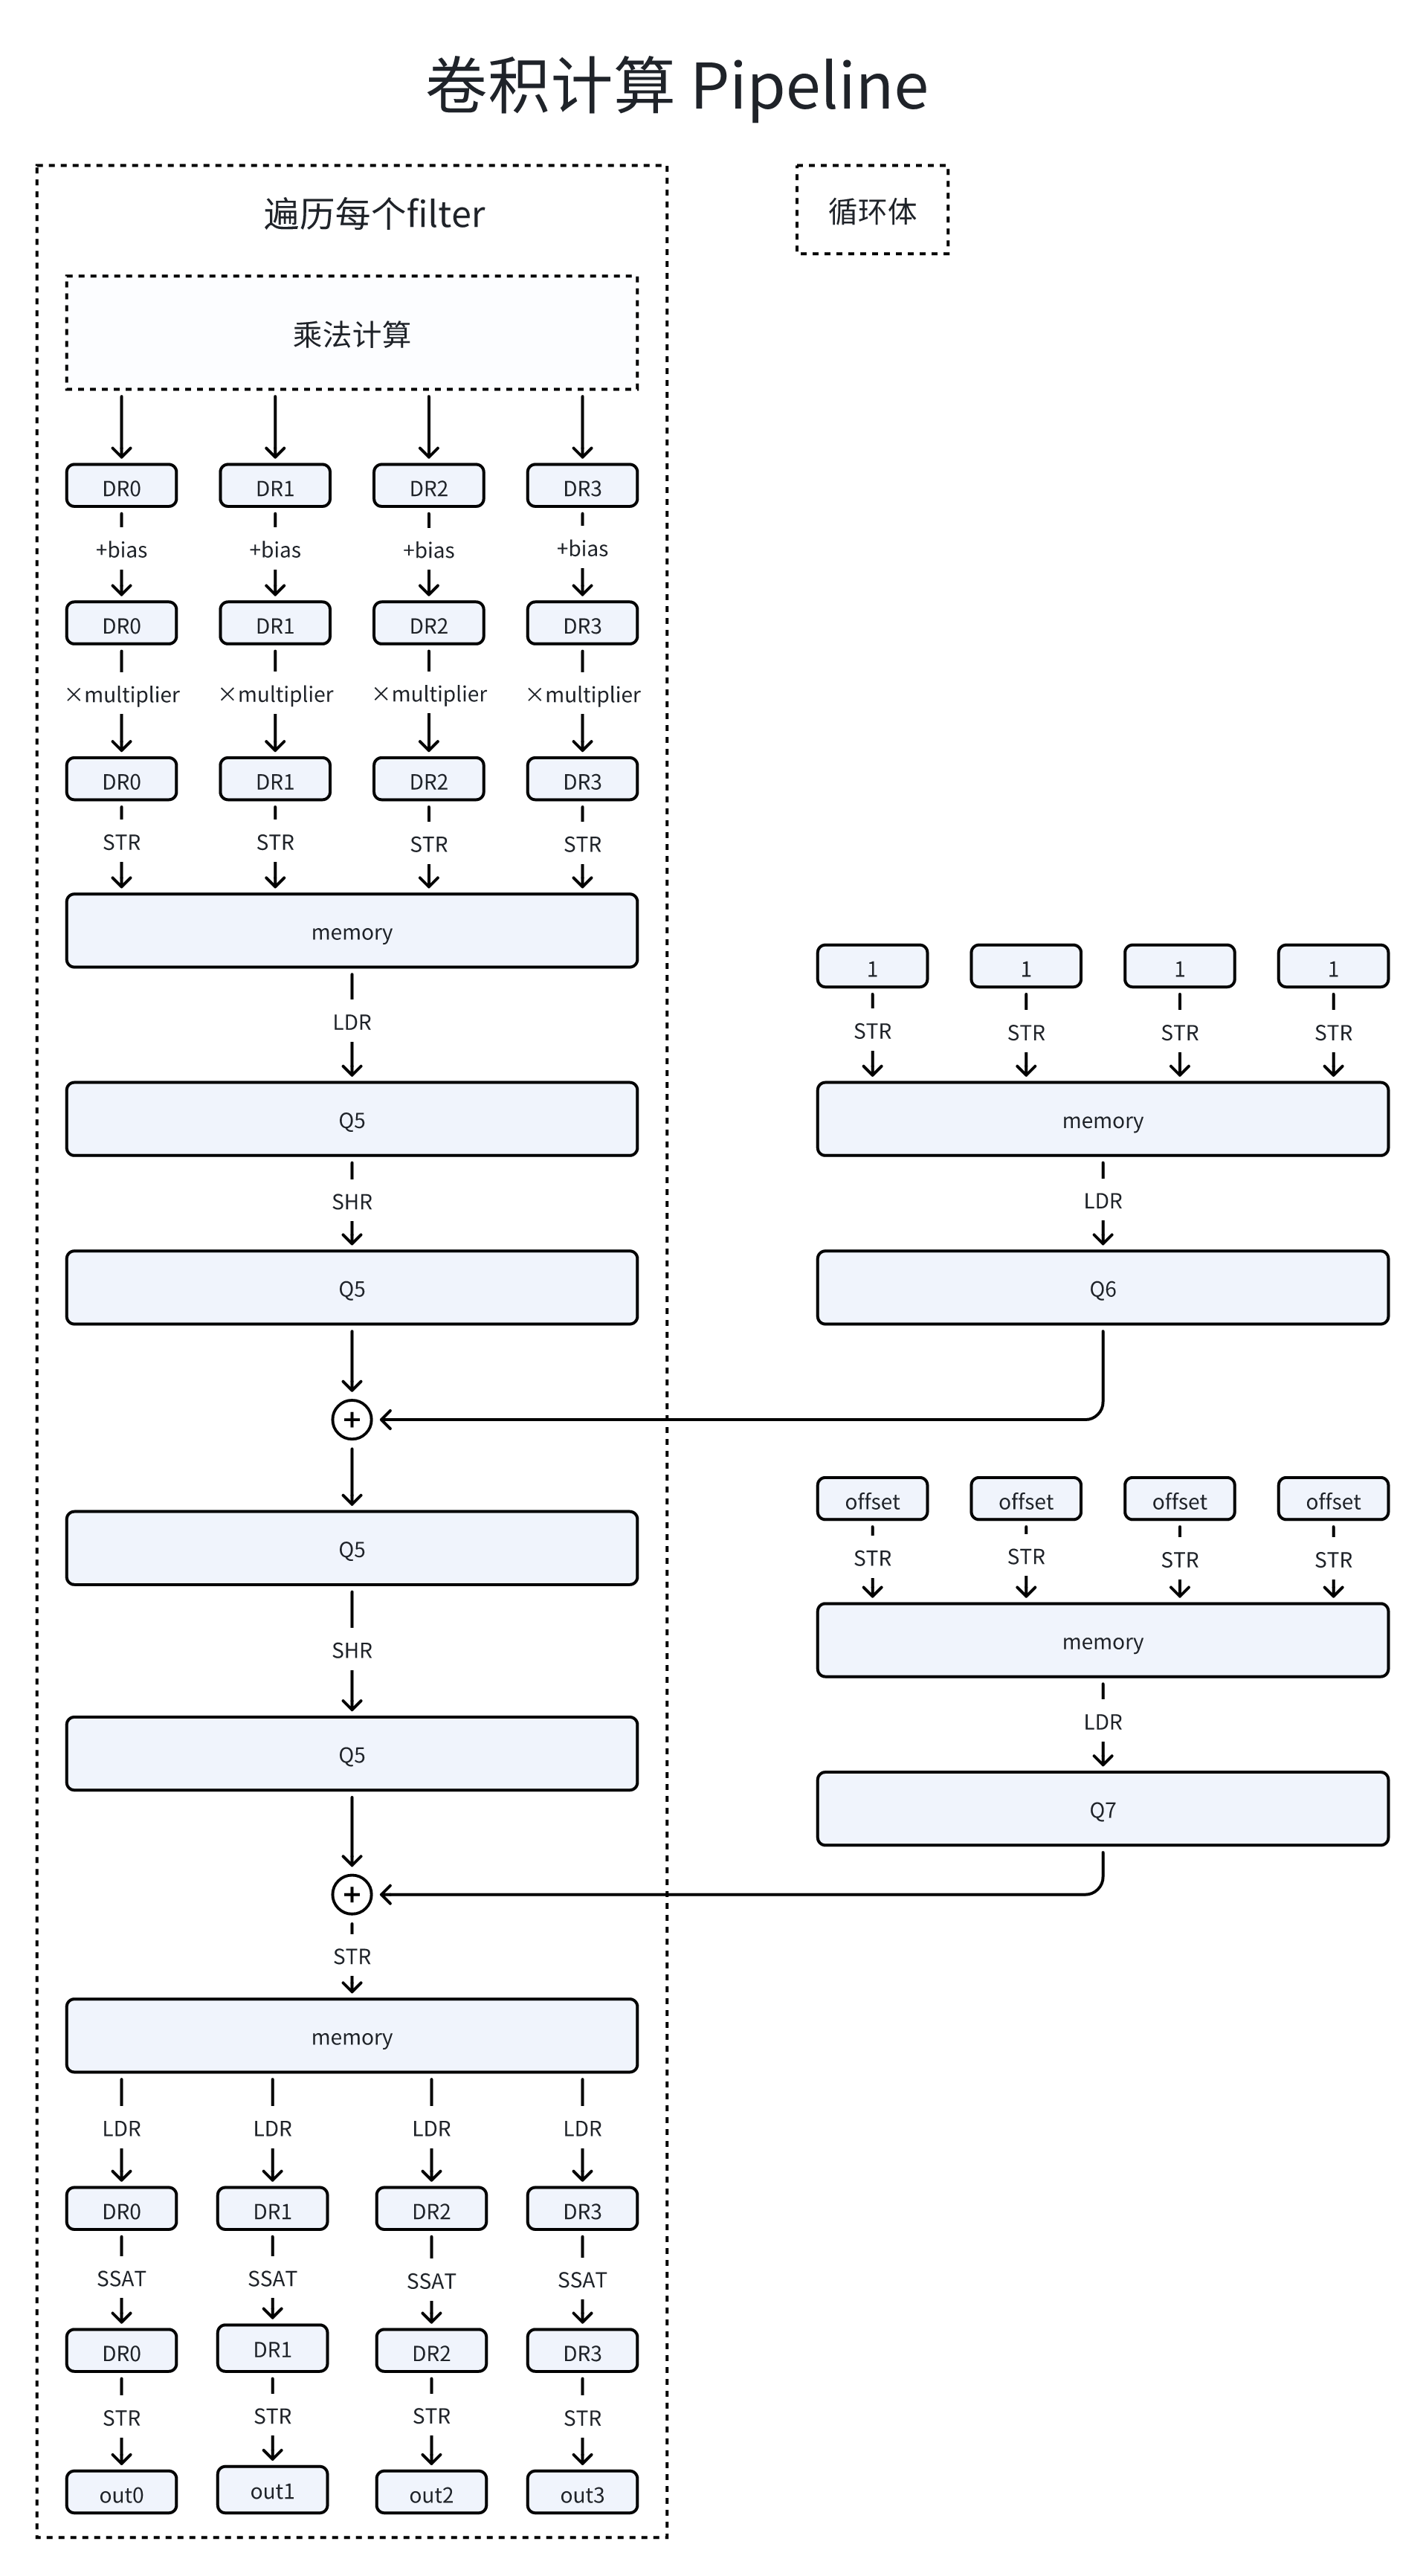 卷积计算 Pipeline
遍历每个filter
循环体
乘法计算
DR0 DR1 DR2 DR3
+bias +bias +bias +bias
DR0 DR1 DR2 DR3
×multiplier ×multiplier ×multiplier ×multiplier
DR0 DR1 DR2 DR3
STR STR STR STR
memory
LDR
Q5
SHR
Q5
+
Q5
SHR
Q5
+
STR
memory
LDR LDR LDR LDR
DR0 DR1 DR2 DR3
SSAT SSAT SSAT SSAT
DR0 DR1 DR2 DR3
STR STR STR STR
out0 out1 out2 out3
1 1 1 1
STR STR STR STR
memory
LDR
Q6
offset offset offset offset
STR STR STR STR
memory
LDR
Q7